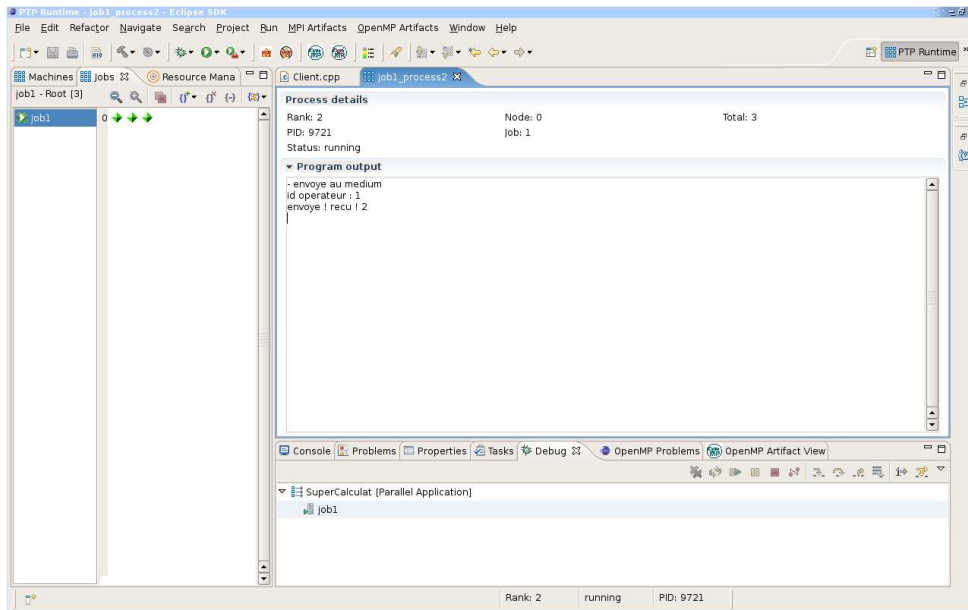 PTP Runtime - job1_process2 - Eclipse SDK
File Edit Refactor Navigate Search Project Run MPI Artifacts OpenMP Artifacts Window Help
PTP Runtime
Machines Jobs Resource Mana
Client.cpp job1_process2
job1 - Root [3]
job1 0
Process details
Rank: 2 Node: 0 Total: 3
PID: 9721 Job: 1
Status: running
Program output
- envoye au medium
id operateur : 1
envoye ! recu ! 2
Console Problems Properties Tasks Debug OpenMP Problems OpenMP Artifact View
SuperCalculat [Parallel Application]
job1
Rank: 2 running PID: 9721